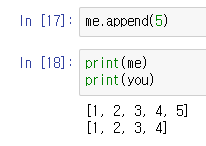 In [17]: me.append(5)
In [18]: print(me)
print(you)
[1, 2, 3, 4, 5]
[1, 2, 3, 4]